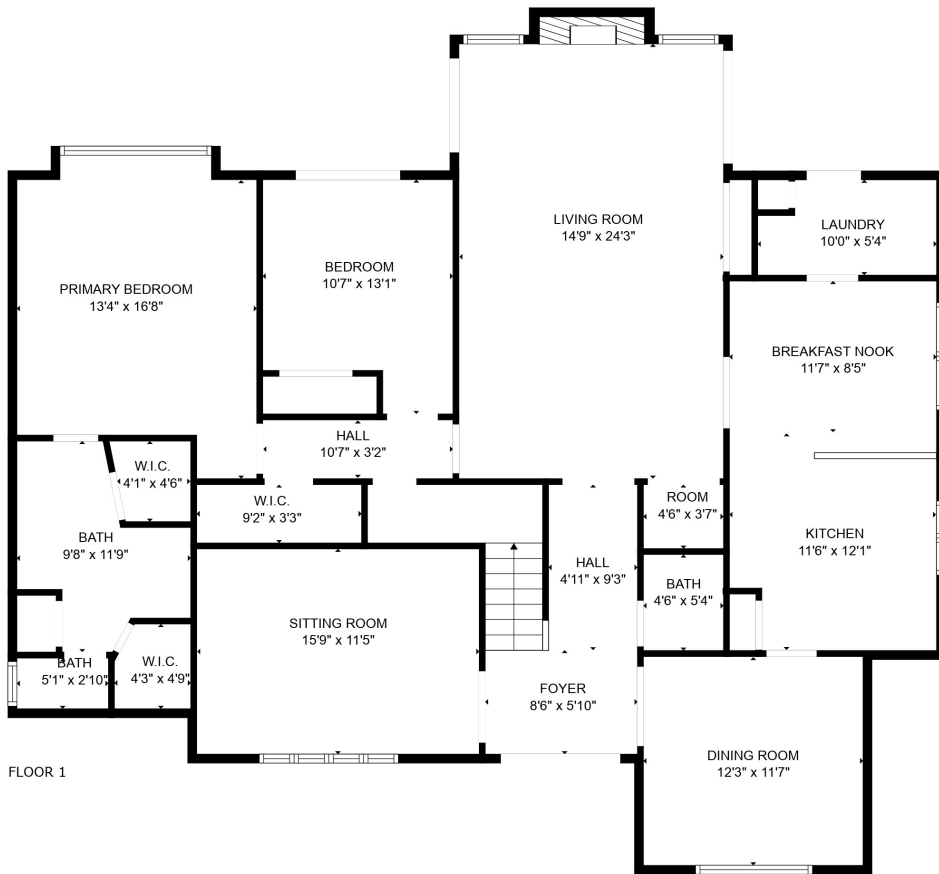 LIVING ROOM
14'9" x 24'3"
LAUNDRY
10'0" x 5'4"
BEDROOM
10'7" x 13'1"
PRIMARY BEDROOM
13'4" x 16'8"
BREAKFAST NOOK
11'7" x 8'5"
HALL
10'7" x 3'2"
W.I.C.
4'1" x 4'6"
W.I.C.
9'2" x 3'3"
ROOM
4'6" x 3'7"
KITCHEN
11'6" x 12'1"
BATH
9'8" x 11'9"
HALL
4'11" x 9'3"
BATH
4'6" x 5'4"
SITTING ROOM
15'9" x 11'5"
BATH
5'1" x 2'10"
W.I.C.
4'3" x 4'9"
FOYER
8'6" x 5'10"
DINING ROOM
12'3" x 11'7"
FLOOR 1